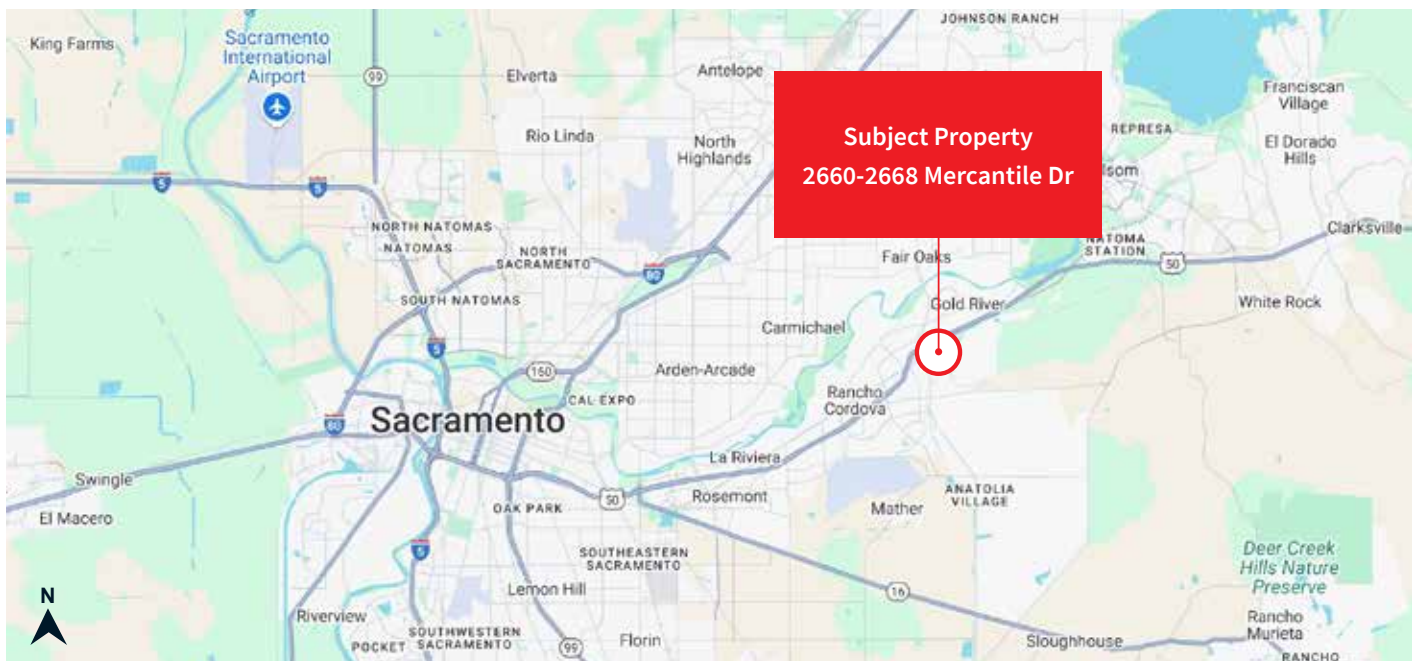 JOHNSON RANCH
King Farms
Sacramento
International
Airport
99
Elverta
Antelope
Franciscan
Village
Subject Property
2660-2668 Mercantile Dr
REPRESA
Rio Linda
North
Highlands
El Dorado
Hills
lsom
5
5
NORTH NATOMAS
NATOMAS
NORTH
SACRAMENTO
80
Fair Oaks
NATOMA
STATION
50
Clarksville
SOUTH NATOMAS
Gold River
White Rock
Carmichael
5
160
Arden-Arcade
CAL EXPO
Rancho
Cordova
80
Sacramento
La Riviera
Swingle
El Macero
50
Rosemont
OAK PARK
Mather
ANATOLIA
VILLAGE
5
SOUTHEASTERN
SACRAMENTO
Deer Creek
Hills Nature
Preserve
N
Lemon Hill
16
Riverview
Rancho
Murieta
POCKET
SOUTHWESTERN
SACRAMENTO
99
Florin
Sloughhouse
RANCHO